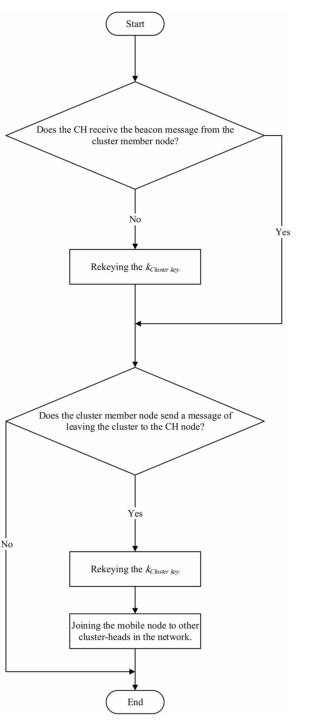 Start
Does the CH receive the beacon message from the
cluster member node?
No
Yes
Rekeying the kCluster key.
Does the cluster member node send a message of
leaving the cluster to the CH node?
Yes
No
Rekeying the kCluster key.
Joining the mobile node to other
cluster-heads in the network.
End